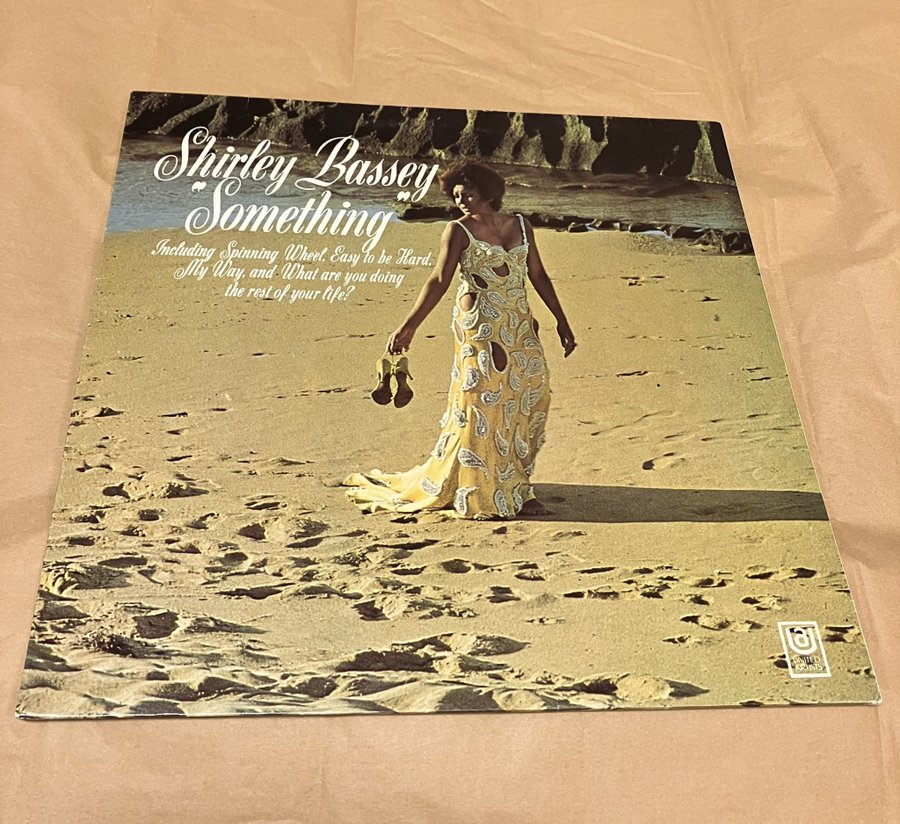 Shirley Bassey
"Something"
Including Spinning Wheel, Easy to be Hard,
My Way, and What are you doing
the rest of your life?
UA
UNITED
ARTISTS